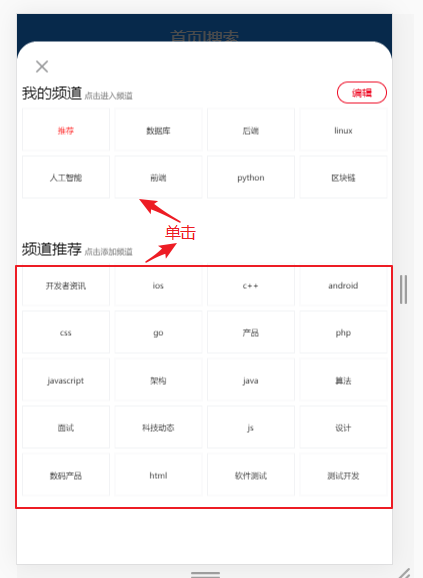 首页|搜索
我的频道 点击进入频道 编辑
推荐 数据库 后端 linux
人工智能 前端 python 区块链
单击
频道推荐 点击添加频道
开发者资讯 ios c++ android
css go 产品 php
javascript 架构 java 算法
面试 科技动态 js 设计
数码产品 html 软件测试 测试开发